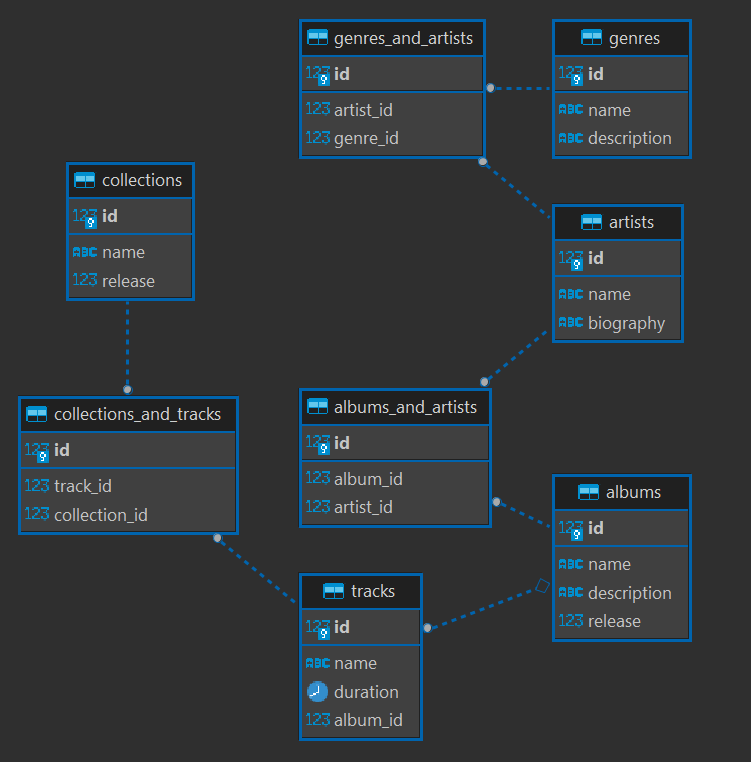 genres_and_artists
123 id
123 artist_id
123 genre_id
genres
123 id
ABC name
ABC description
collections
123 id
ABC name
123 release
artists
123 id
ABC name
ABC biography
collections_and_tracks
123 id
123 track_id
123 collection_id
albums_and_artists
123 id
123 album_id
123 artist_id
albums
123 id
ABC name
ABC description
123 release
tracks
123 id
ABC name
duration
123 album_id